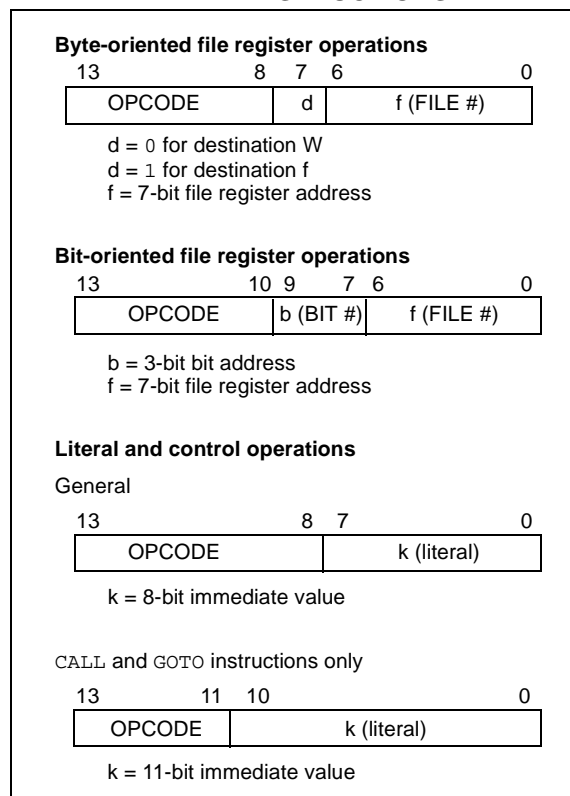 Byte-oriented file register operations
13 8 7 6 0
OPCODE d f (FILE #)
d = 0 for destination W
d = 1 for destination f
f = 7-bit file register address
Bit-oriented file register operations
13 10 9 7 6 0
OPCODE b (BIT #) f (FILE #)
b = 3-bit bit address
f = 7-bit file register address
Literal and control operations
General
13 8 7 0
OPCODE k (literal)
k = 8-bit immediate value
CALL and GOTO instructions only
13 11 10 0
OPCODE k (literal)
k = 11-bit immediate value